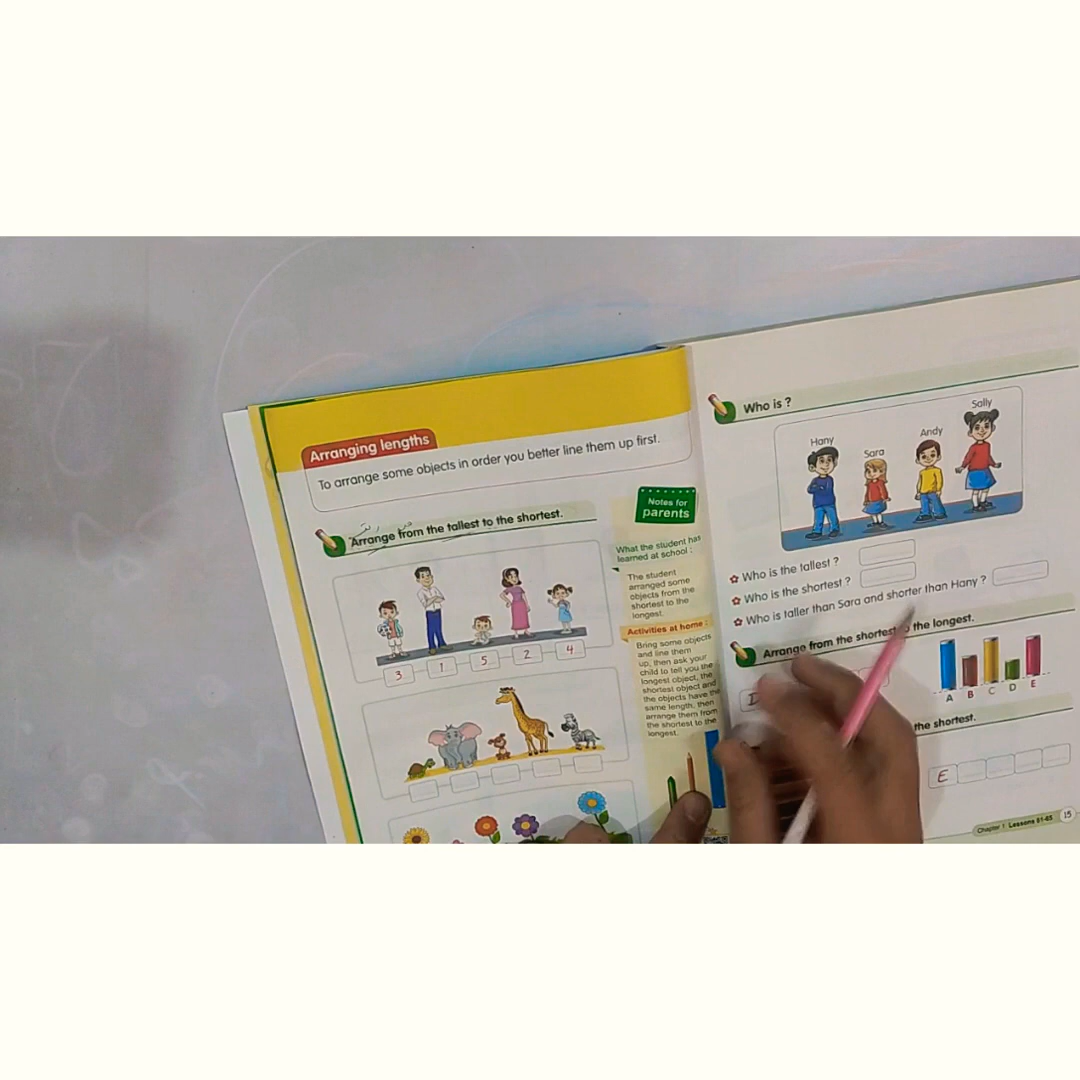 Arranging lengths
To arrange some objects in order you better line them up first.
Arrange from the tallest to the shortest.
3 1 5 2 4
Notes for
parents
What the student has
learned at school :
The student
arranged some
objects from the
shortest to the
longest.
Activities at home :
Bring some objects
and line them
up, then ask your
child to tell you the
longest object, the
shortest object and
the objects have the
same length, then
arrange them from
the shortest to the
longest.
Who is ?
Hany
Sara
Andy
Sally
Who is the tallest ?
Who is the shortest ?
Who is taller than Sara and shorter than Hany ?
Arrange from the shortest to the longest.
A B C D E
the shortest.
E
Chapter 1 Lessons 61-65 15